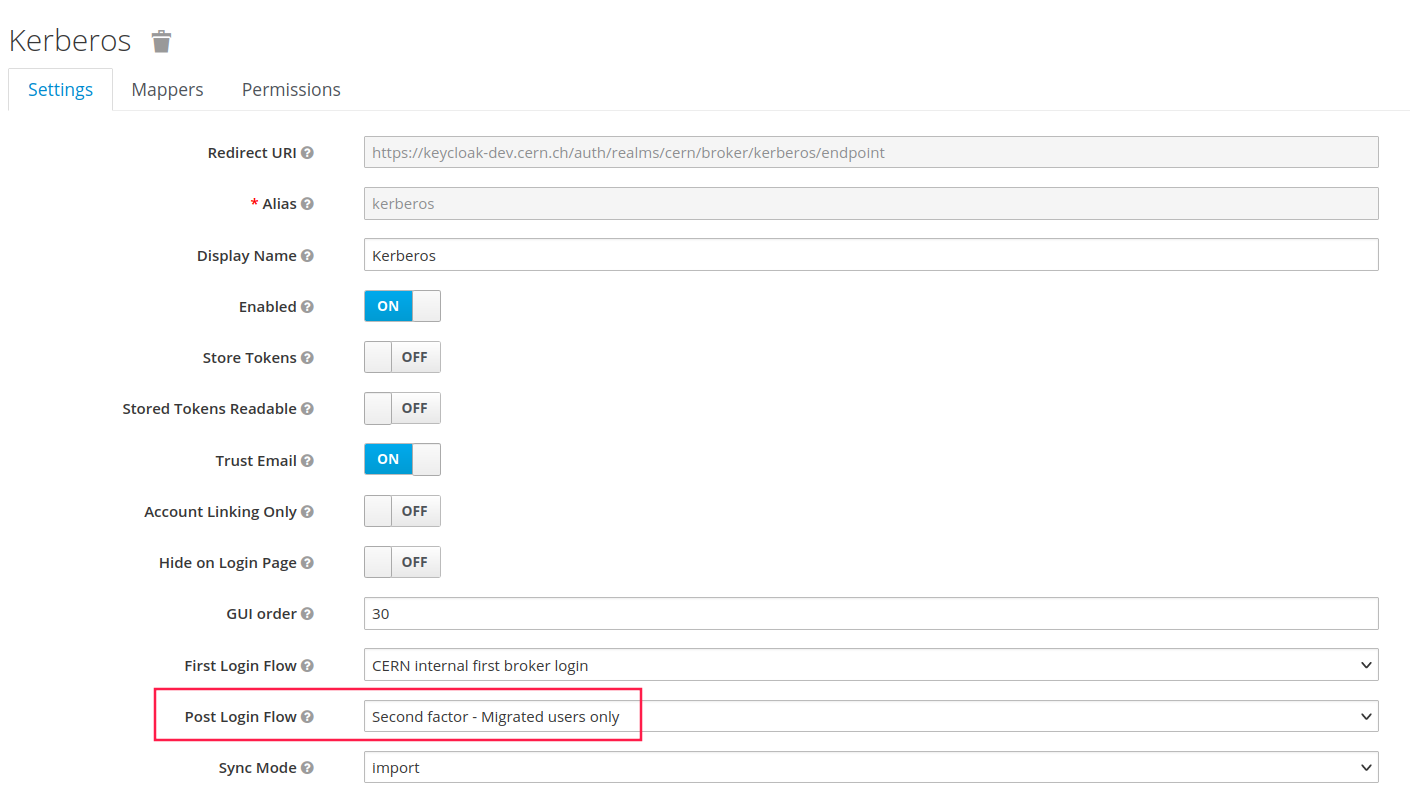 Kerberos
Settings Mappers Permissions
Redirect URI https://keycloak-dev.cern.ch/auth/realms/cern/broker/kerberos/endpoint
* Alias kerberos
Display Name Kerberos
Enabled ON
Store Tokens OFF
Stored Tokens Readable OFF
Trust Email ON
Account Linking Only OFF
Hide on Login Page OFF
GUI order 30
First Login Flow CERN internal first broker login
Post Login Flow Second factor - Migrated users only
Sync Mode import